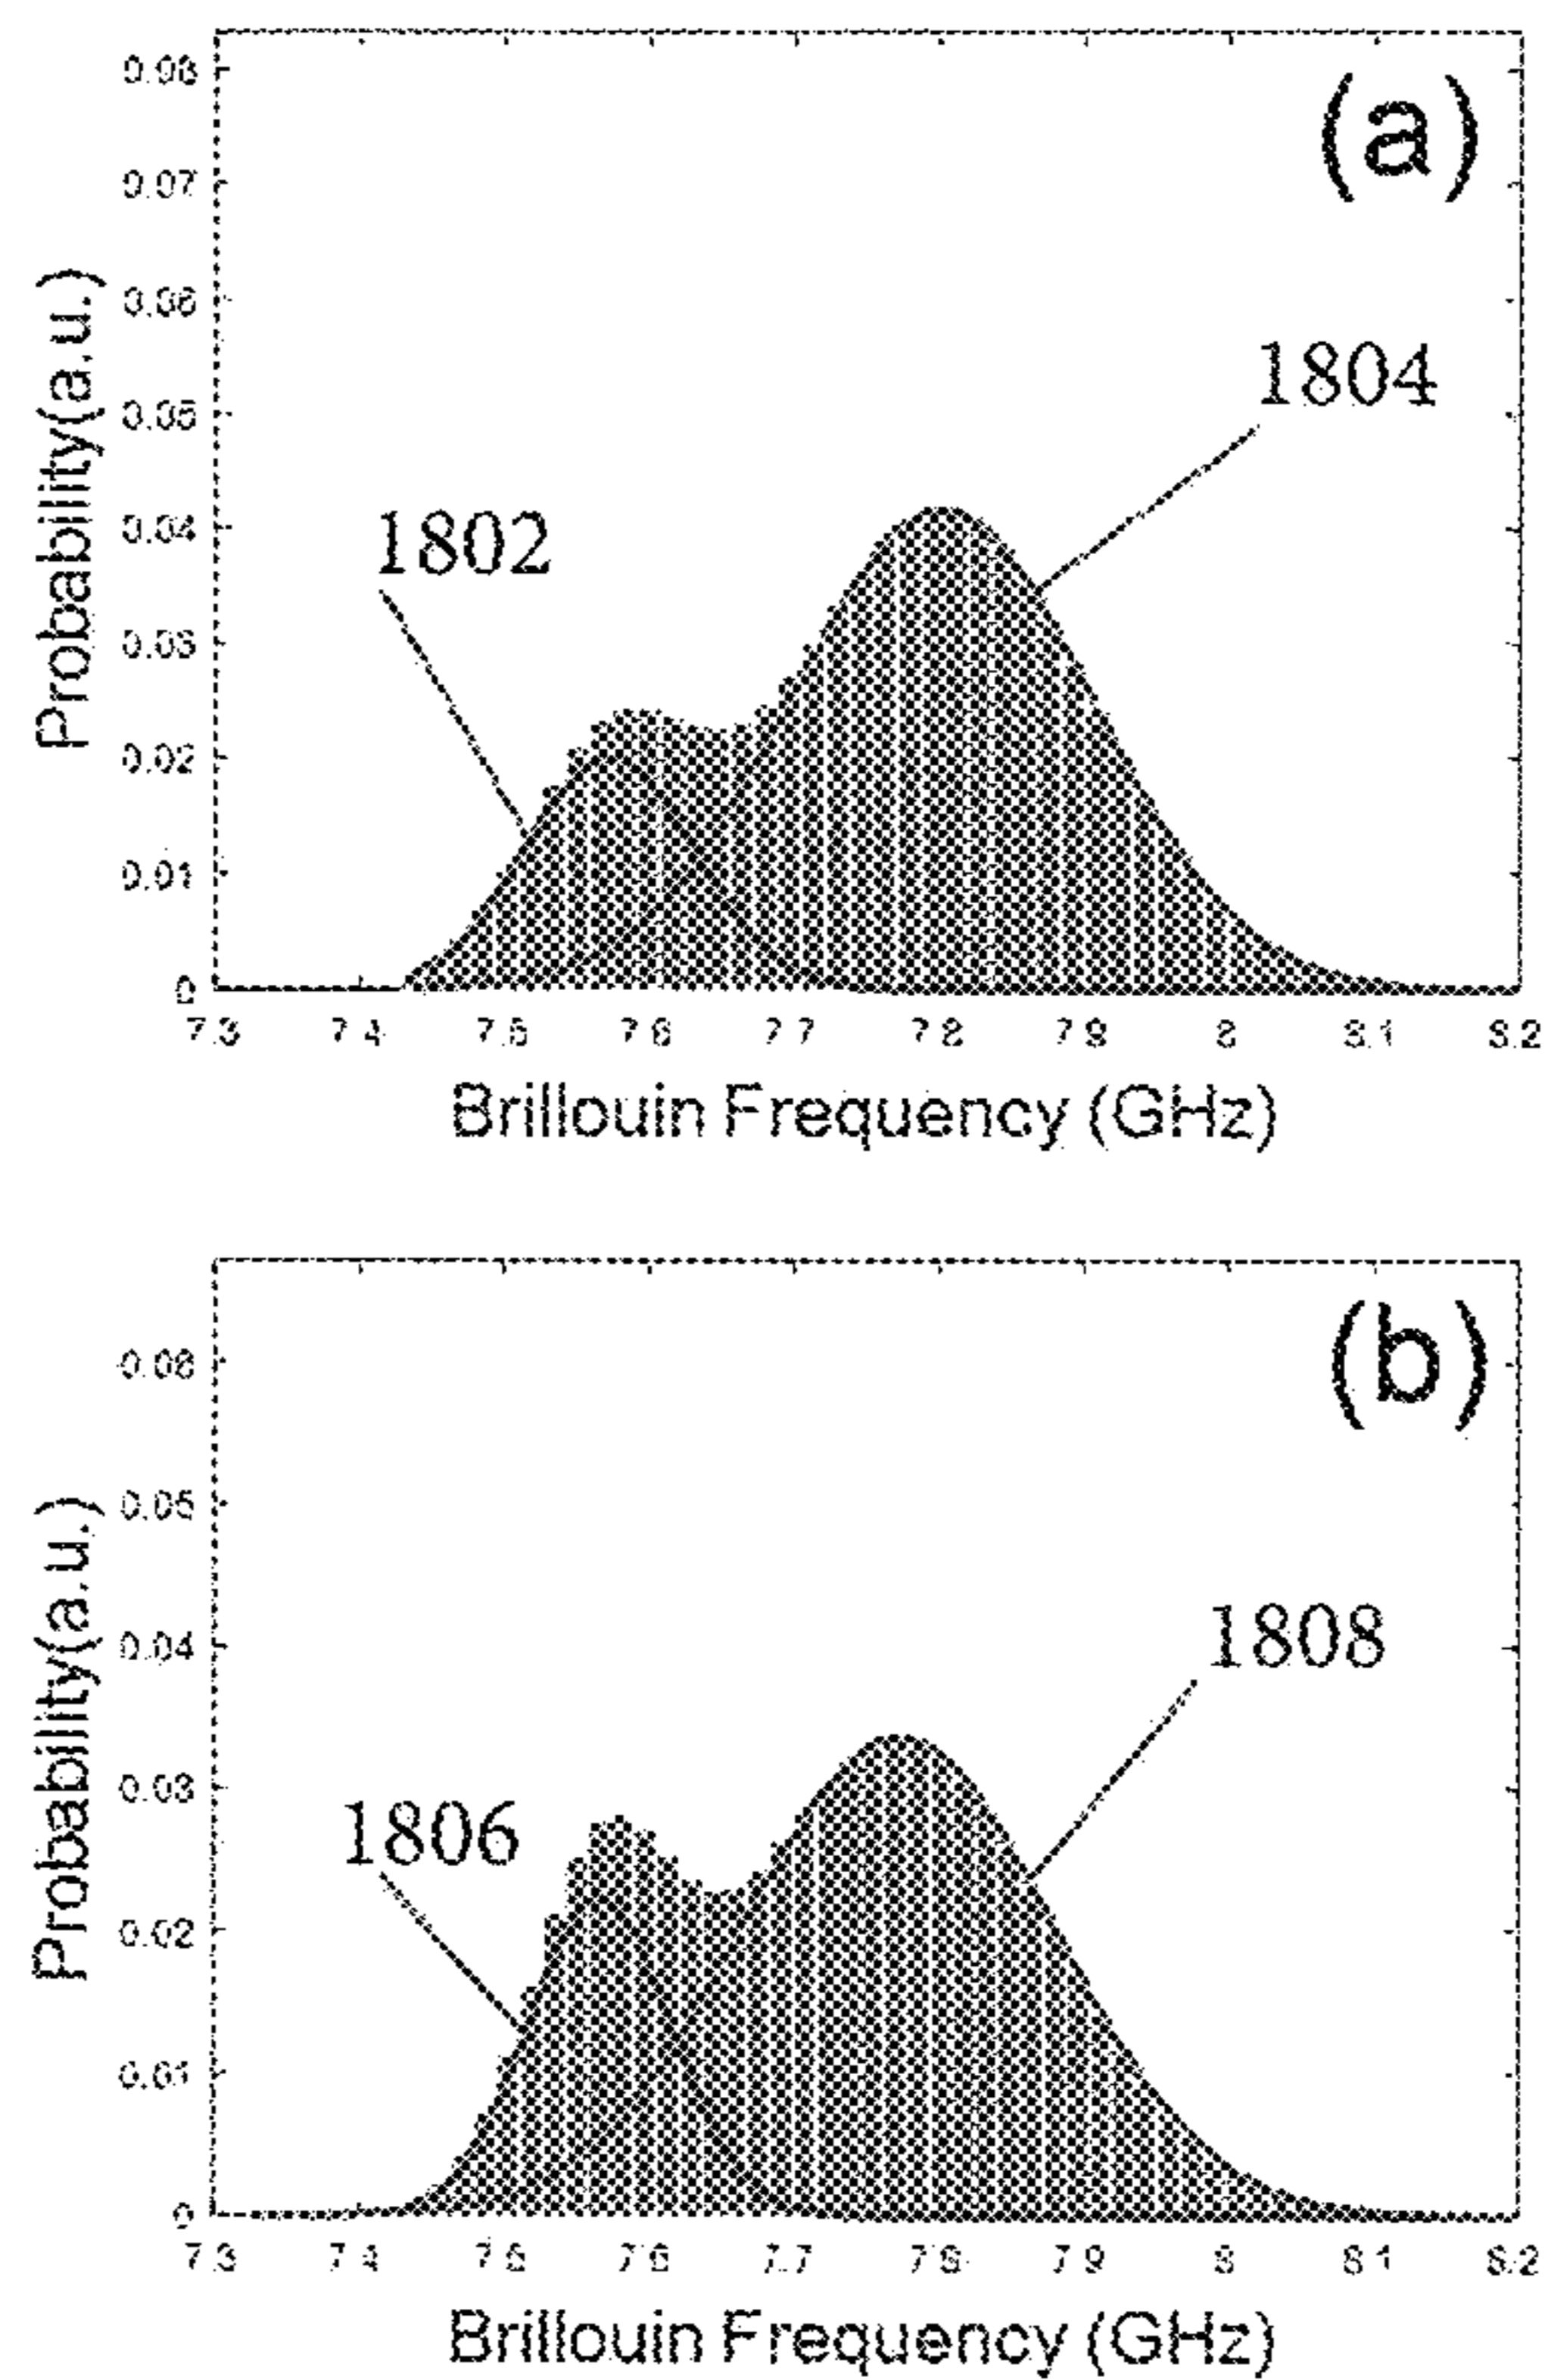 (a)
0.08
0.07
0.06
0.05
0.04
0.03
0.02
0.01
0
1804
1802
Probability(a.u.)
7.3 7.4 7.5 7.6 7.7 7.8 7.9 8 8.1 8.2
Brillouin Frequency (GHz)
(b)
0.06
0.05
0.04
0.03
0.02
0.01
0
1808
1806
Probability(a.u.)
7.3 7.4 7.5 7.6 7.7 7.8 7.9 8 8.1 8.2
Brillouin Frequency (GHz)